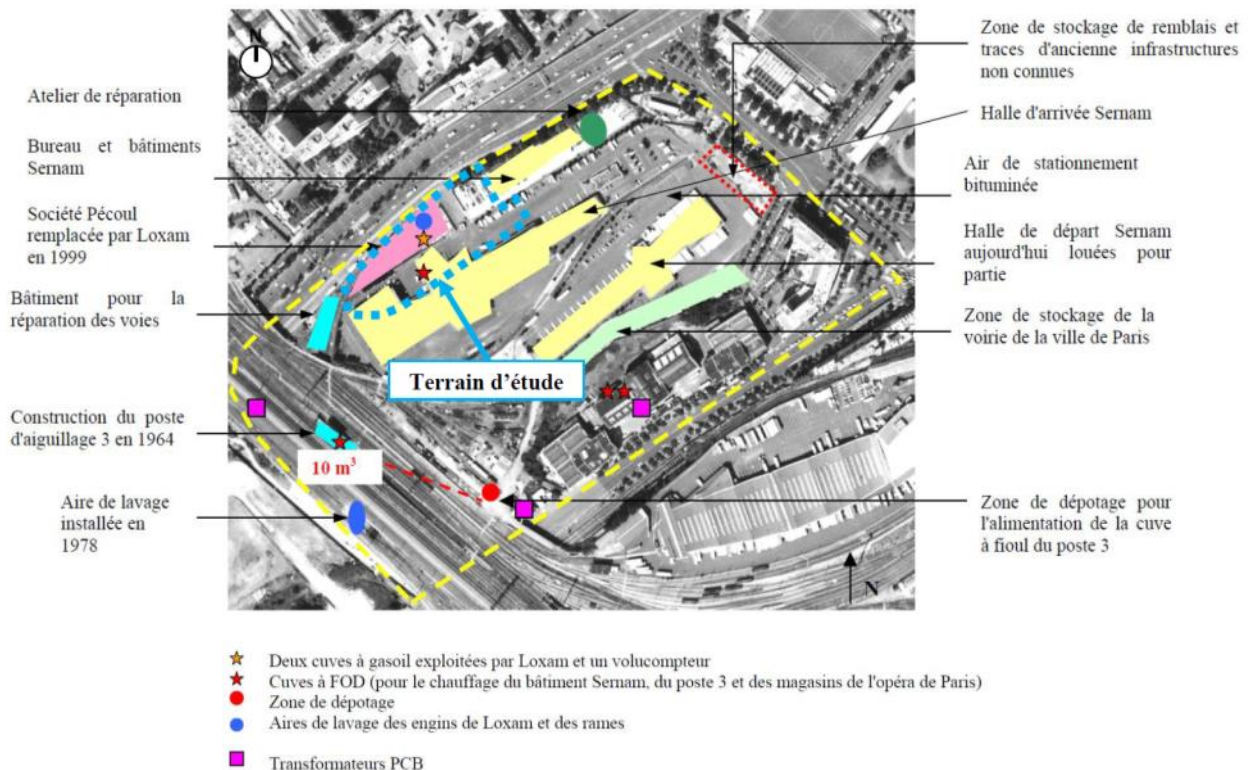 N
Atelier de réparation
Bureau et bâtiments
Sernam
Société Pécoul
remplacée par Loxam
en 1999
Bâtiment pour la
réparation des voies
Construction du poste
d'aiguillage 3 en 1964
Aire de lavage
installée en
1978
Terrain d'étude
10 m³
N
Zone de stockage de remblais et
traces d'ancienne infrastructures
non connues
Halle d'arrivée Sernam
Air de stationnement
bituminée
Halle de départ Sernam
aujourd'hui louées pour
partie
Zone de stockage de la
voirie de la ville de Paris
Zone de dépotage pour
l'alimentation de la cuve
à fioul du poste 3
Deux cuves à gasoil exploitées par Loxam et un volucompteur
Cuves à FOD (pour le chauffage du bâtiment Sernam, du poste 3 et des magasins de l'opéra de Paris)
Zone de dépotage
Aires de lavage des engins de Loxam et des rames
Transformateurs PCB